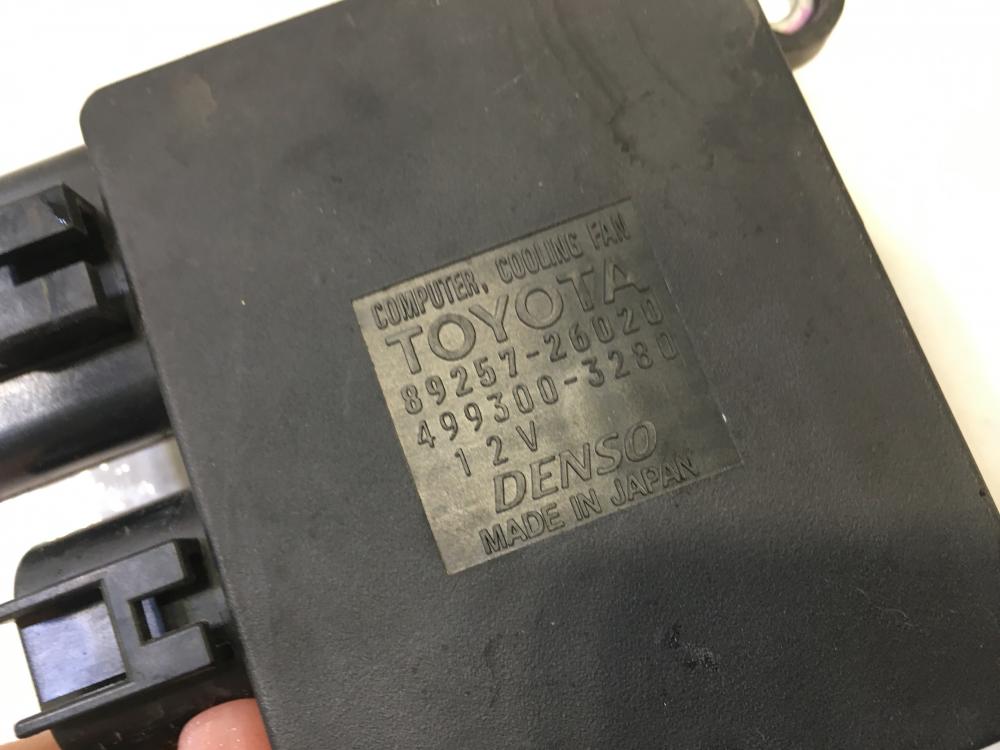 COMPUTER, COOLING FAN
TOYOTA
89257-26020
499300-3280
12V
DENSO
MADE IN JAPAN